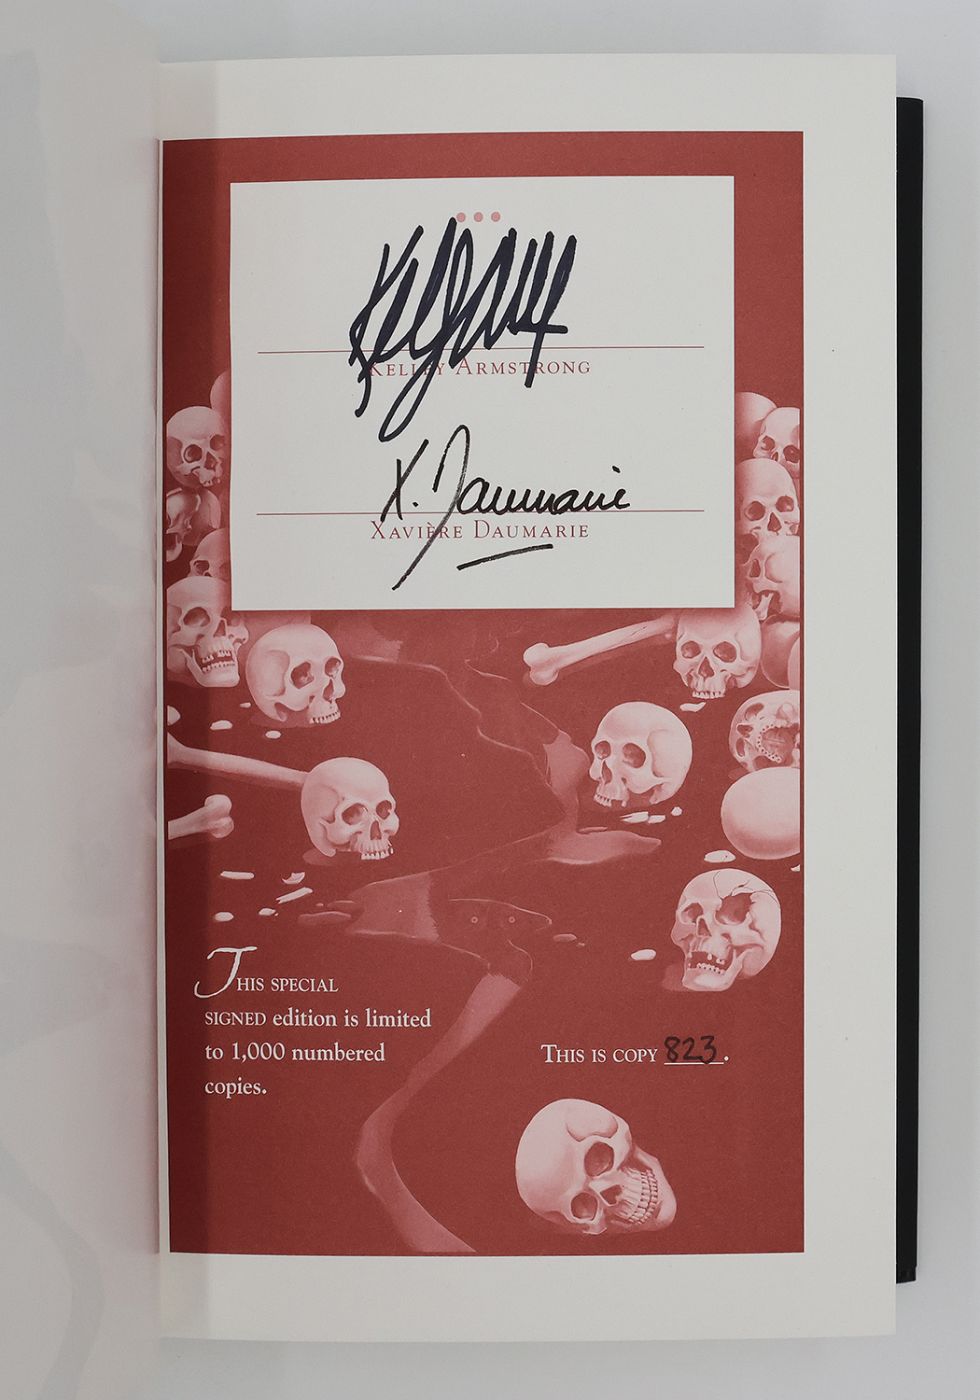 KELLEY ARMSTRONG
X. Daumarie
XAVIÈRE DAUMARIE
THIS SPECIAL
SIGNED edition is limited
to 1,000 numbered
copies.
THIS IS COPY 823.